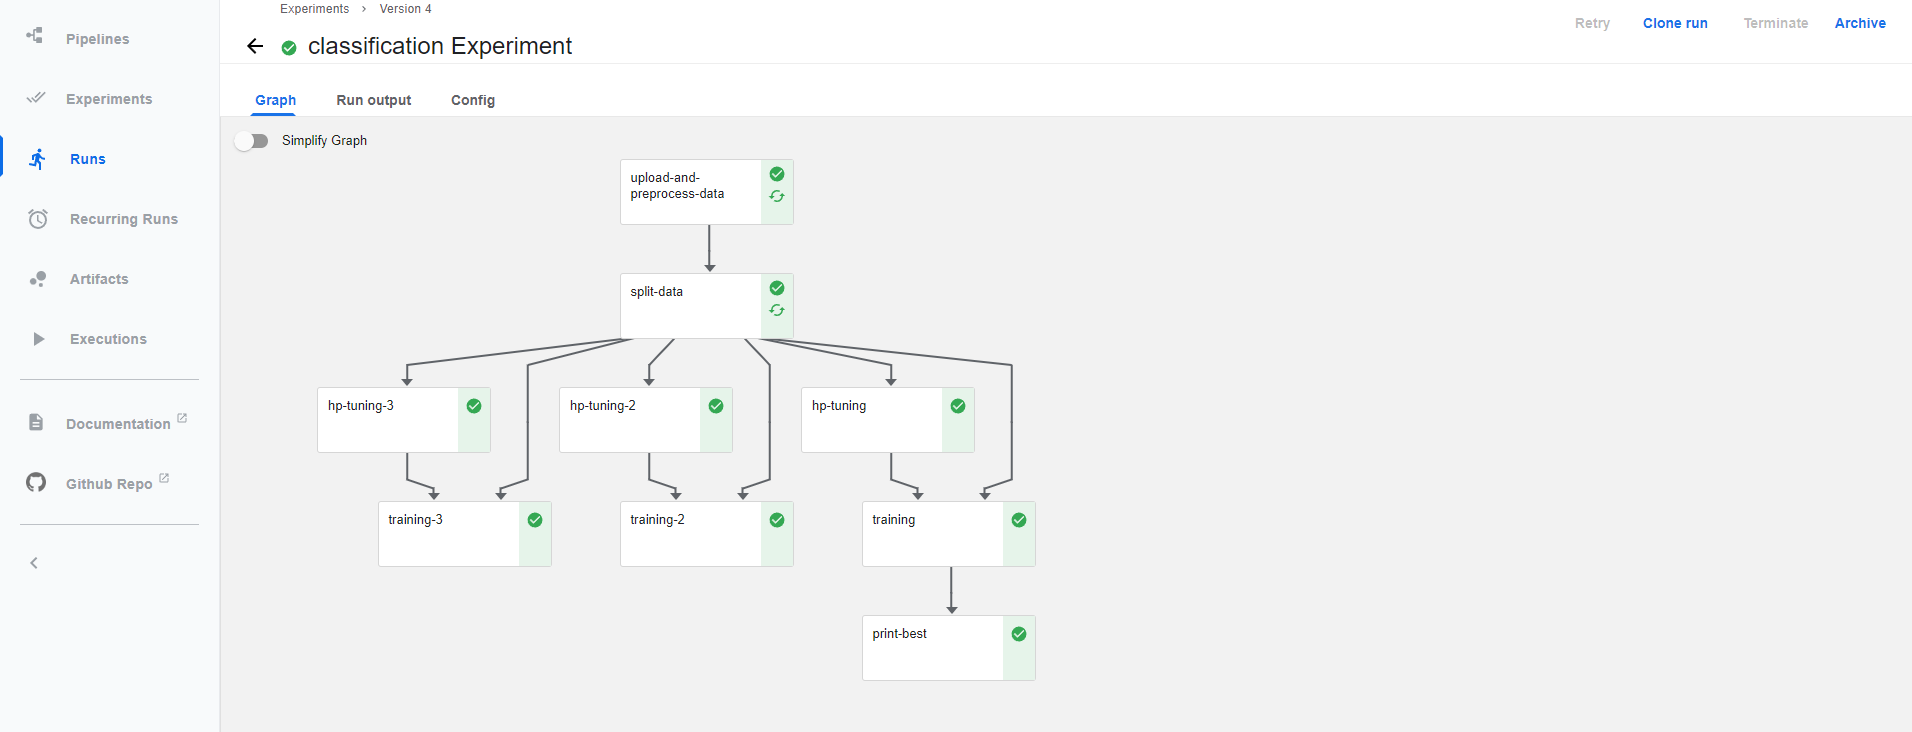 Pipelines
Experiments
Runs
Recurring Runs
Artifacts
Executions
Documentation
Github Repo
Experiments
Version 4
classification Experiment
Retry
Clone run
Terminate
Archive
Graph
Run output
Config
Simplify Graph
upload-and-
preprocess-data
split-data
hp-tuning-3
hp-tuning-2
hp-tuning
training-3
training-2
training
print-best